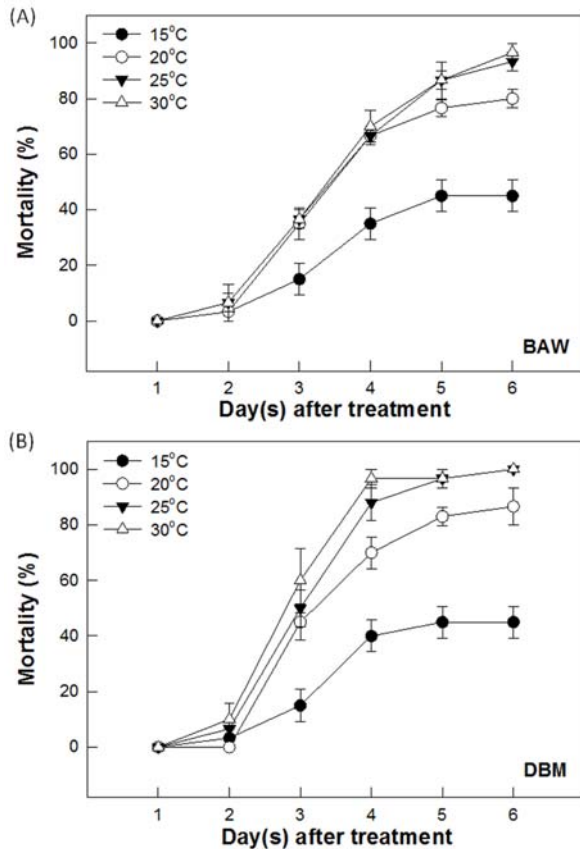 (A)
100
80
60
40
20
0
Mortality (%)
15°C
20°C
25°C
30°C
BAW
1 2 3 4 5 6
Day(s) after treatment
(B)
100
80
60
40
20
0
Mortality (%)
15°C
20°C
25°C
30°C
DBM
1 2 3 4 5 6
Day(s) after treatment